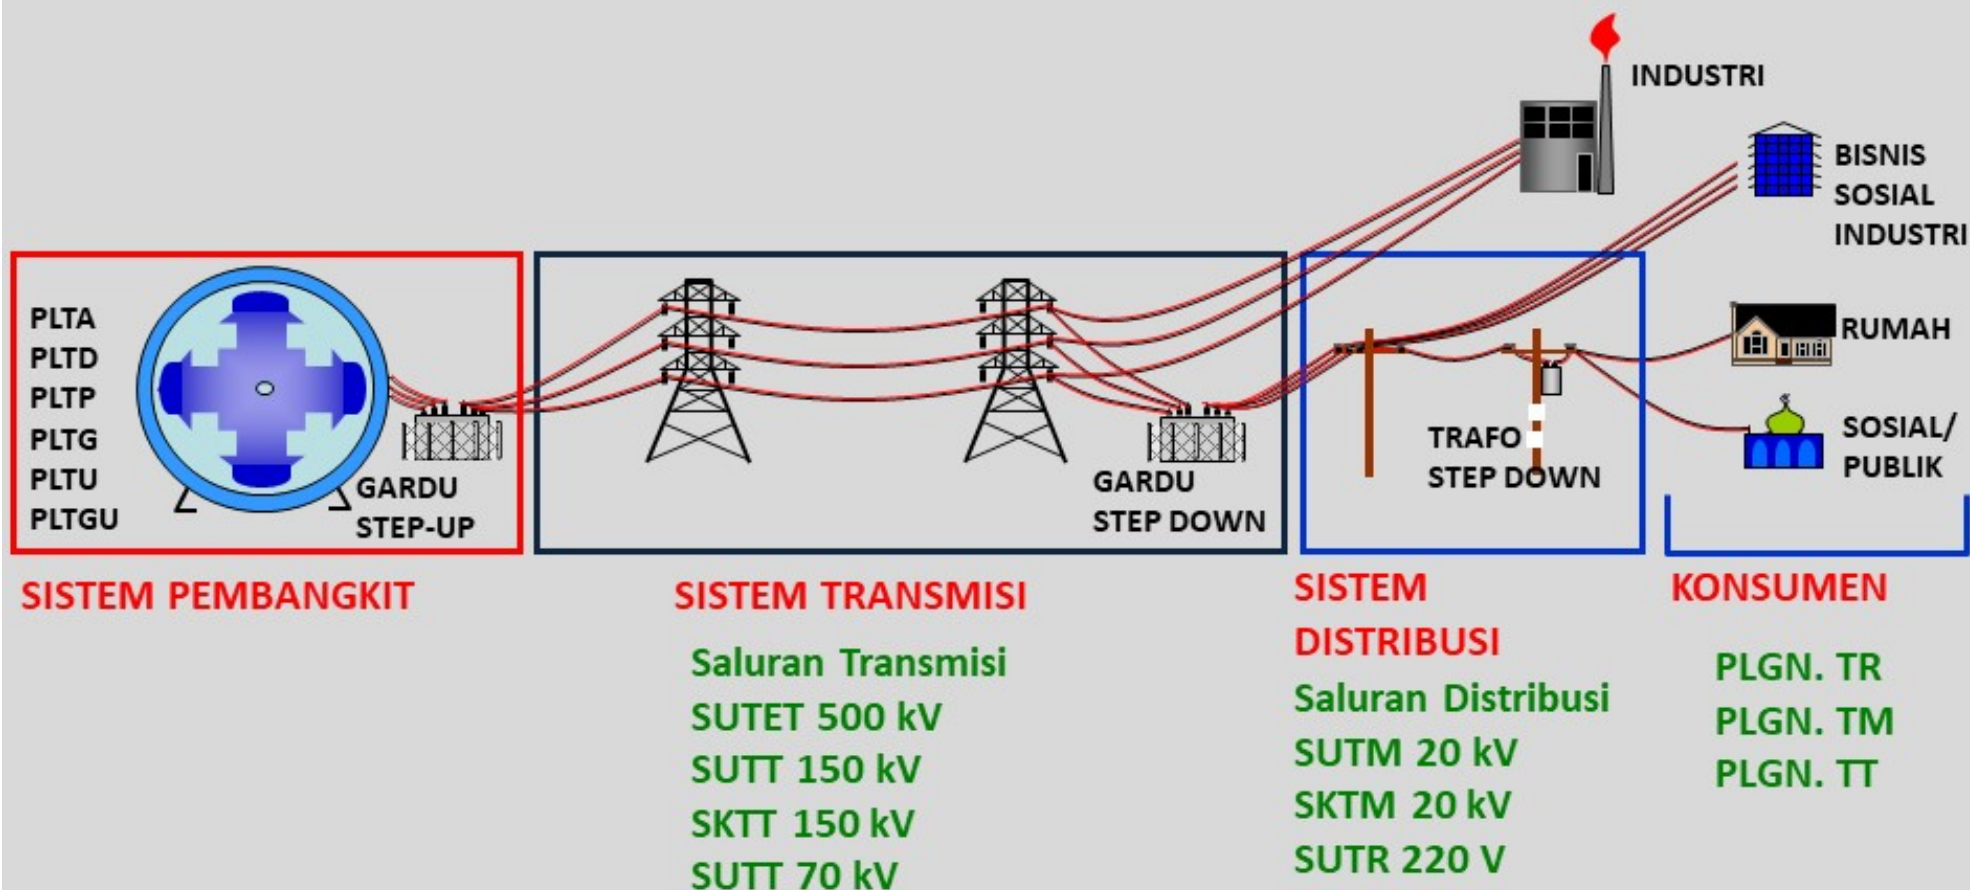 INDUSTRI
BISNIS
SOSIAL
INDUSTRI
PLTA
PLTD
PLTP
PLTG
PLTU
PLTGU
GARDU
STEP-UP
GARDU
STEP DOWN
TRAFO
STEP DOWN
RUMAH
SOSIAL/
PUBLIK
SISTEM PEMBANGKIT
SISTEM TRANSMISI
Saluran Transmisi
SUTET 500 kV
SUTT 150 kV
SKTT 150 kV
SUTT 70 kV
SISTEM
DISTRIBUSI
Saluran Distribusi
SUTM 20 kV
SKTM 20 kV
SUTR 220 V
KONSUMEN
PLGN. TR
PLGN. TM
PLGN. TT